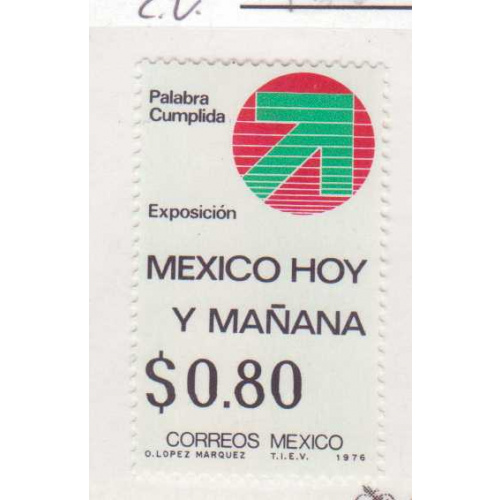 C.V.
Palabra
Cumplida
Exposición
MEXICO HOY
Y MAÑANA
$0.80
CORREOS MEXICO
O.LOPEZ MARQUEZ T.I.E.V. 1976